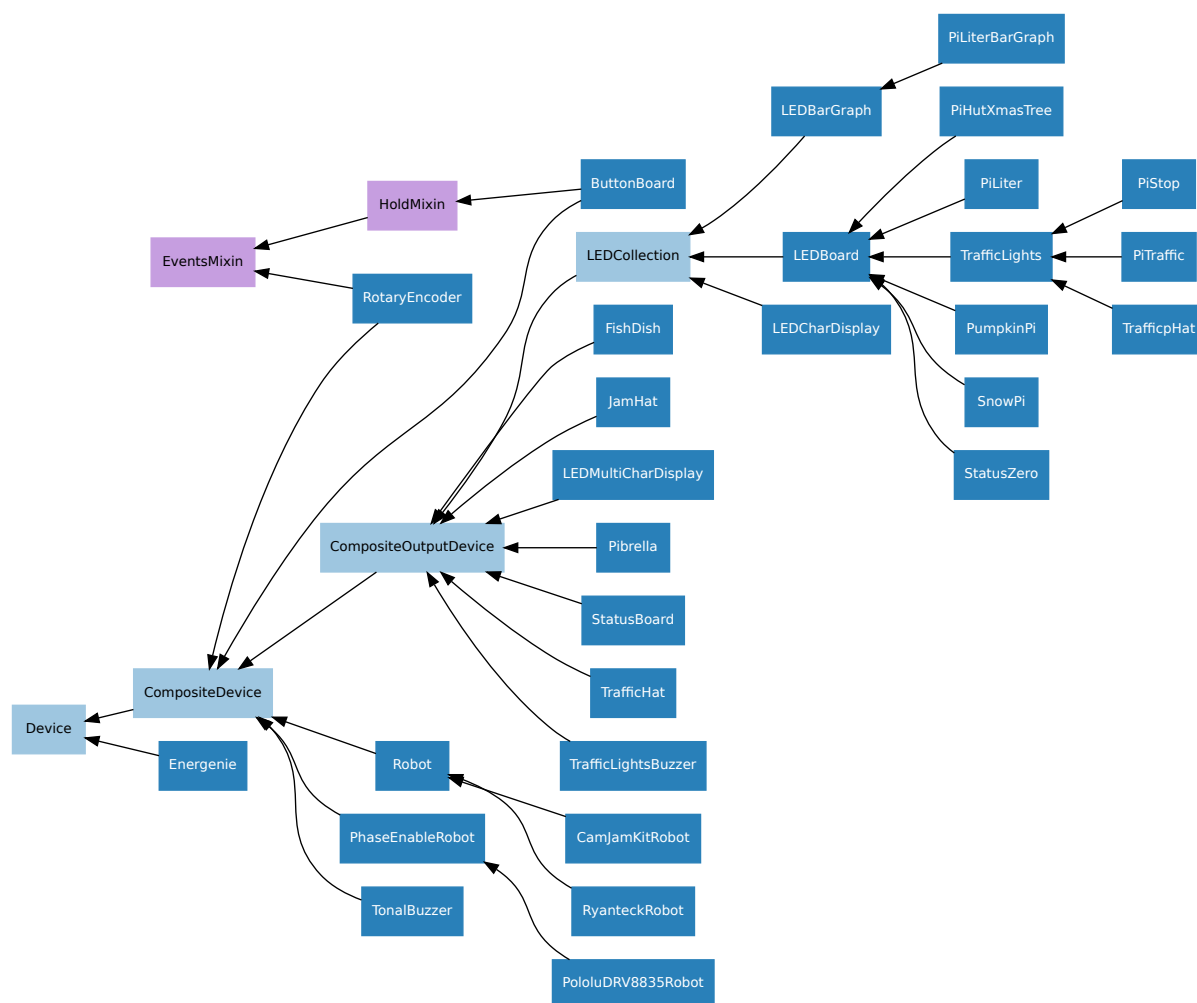 PiLiterBarGraph
LEDBarGraph
PiHutXmasTree
ButtonBoard
PiLiter
PiStop
HoldMixin
LEDCollection
LEDBoard
TrafficLights
PiTraffic
EventsMixin
RotaryEncoder
FishDish
LEDCharDisplay
PumpkinPi
TrafficpHat
JamHat
SnowPi
LEDMultiCharDisplay
StatusZero
CompositeOutputDevice
Pibrella
StatusBoard
CompositeDevice
TrafficHat
Device
Energenie
Robot
TrafficLightsBuzzer
PhaseEnableRobot
CamJamKitRobot
TonalBuzzer
RyanteckRobot
PololuDRV8835Robot